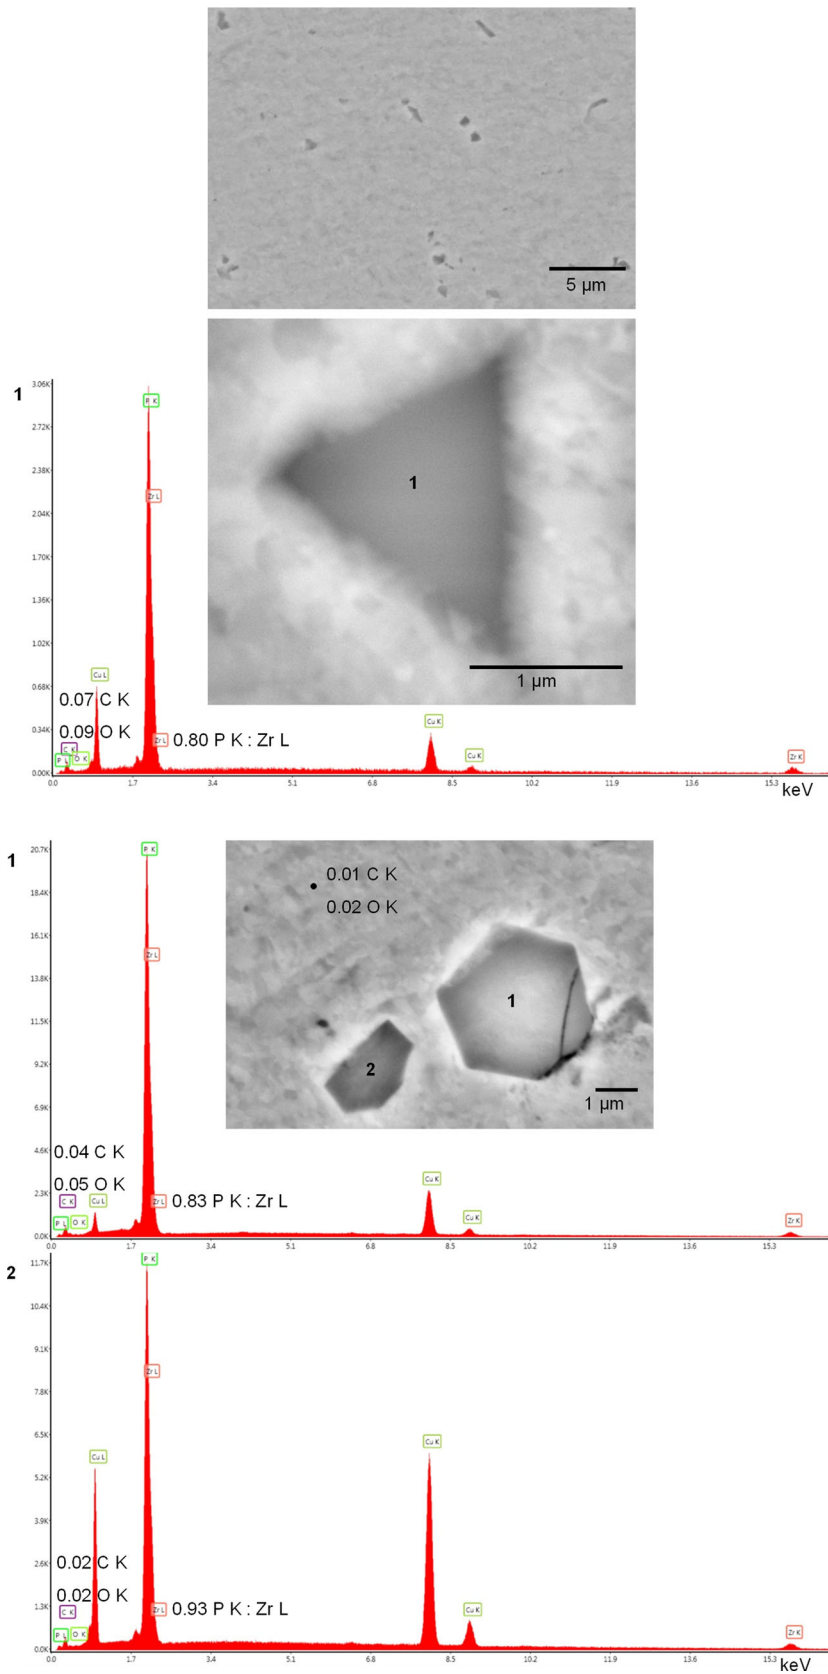 5 µm
1
3.06K
P K
2.72K
2.38K
Zr L
1
2.04K
1.70K
1.36K
1.02K
Cu L
0.68K
0.07 C K
1 µm
0.34K
0.09 O K
Zr L
0.80 P K : Zr L
Cu K
C K
P L
O K
Cu K
Zr K
0.00K
0.0 1.7 3.4 5.1 6.8 8.5 10.2 11.9 13.6 15.3
keV
1
20.7K
P K
0.01 C K
18.4K
0.02 O K
16.1K
Zr L
13.8K
1
11.5K
2
9.2K
1 µm
6.9K
4.6K
0.04 C K
0.05 O K
2.3K
C K
Cu L
Zr L
0.83 P K : Zr L
Cu K
P L
O K
Cu K
Zr K
0.0K
0.0 1.7 3.4 5.1 6.8 8.5 10.2 11.9 13.6 15.3
2
11.7K
P K
10.4K
9.1K
Zr L
7.8K
6.5K
Cu L
Cu K
5.2K
3.9K
2.6K
0.02 C K
0.02 O K
1.3K
C K
Zr L
0.93 P K : Zr L
Cu K
P L
O K
Zr K
0.0K
0.0 1.7 3.4 5.1 6.8 8.5 10.2 11.9 13.6 15.3
keV